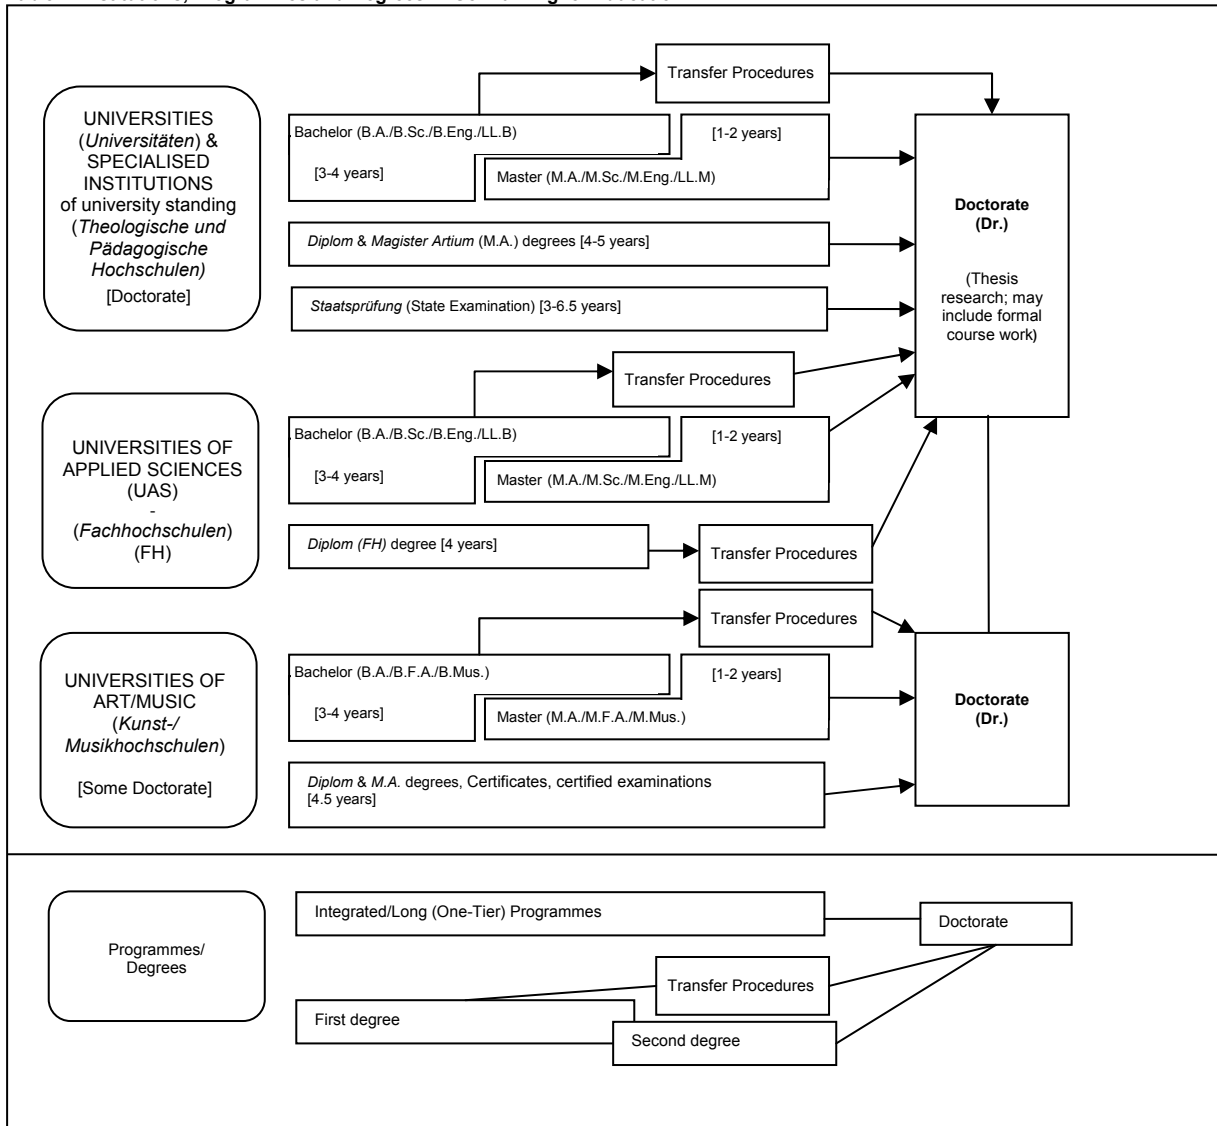 Transfer Procedures
UNIVERSITIES
(Universitäten) &
SPECIALISED
INSTITUTIONS
of university standing
(Theologische und
Pädagogische
Hochschulen)
[Doctorate]
Bachelor (B.A./B.Sc./B.Eng./LL.B)
[3-4 years]
[1-2 years]
Master (M.A./M.Sc./M.Eng./LL.M)
Diplom & Magister Artium (M.A.) degrees [4-5 years]
Staatsprüfung (State Examination) [3-6.5 years]
Doctorate
(Dr.)
(Thesis
research; may
include formal
course work)
UNIVERSITIES OF
APPLIED SCIENCES
(UAS)
-
(Fachhochschulen)
(FH)
Transfer Procedures
Bachelor (B.A./B.Sc./B.Eng./LL.B)
[3-4 years]
[1-2 years]
Master (M.A./M.Sc./M.Eng./LL.M)
Diplom (FH) degree [4 years]
Transfer Procedures
UNIVERSITIES OF
ART/MUSIC
(Kunst-/
Musikhochschulen)
[Some Doctorate]
Transfer Procedures
Bachelor (B.A./B.F.A./B.Mus.)
[3-4 years]
[1-2 years]
Master (M.A./M.F.A./M.Mus.)
Diplom & M.A. degrees, Certificates, certified examinations
[4.5 years]
Doctorate
(Dr.)
Programmes/
Degrees
Integrated/Long (One-Tier) Programmes
Doctorate
Transfer Procedures
First degree
Second degree